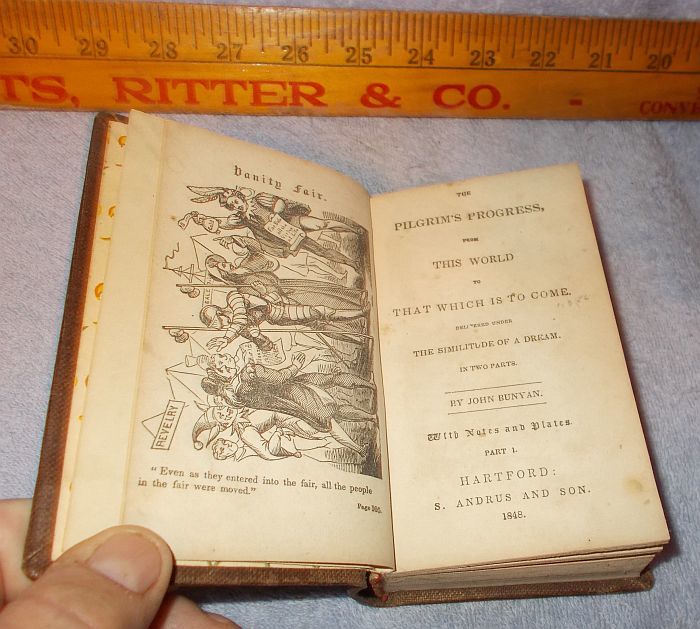 30 29 28 27 26 25 24 23 22 21 20
TS, RITTER & CO. - CONV
Vanity Fair.
SALE
REVELRY
"Even as they entered into the fair, all the people
in the fair were moved."
Page
THE
PILGRIM'S PROGRESS,
FROM
THIS WORLD
TO
THAT WHICH IS TO COME.
DELIVERED UNDER
THE SIMILITUDE OF A DREAM.
IN TWO PARTS.
BY JOHN BUNYAN.
With Notes and Plates.
PART I.
HARTFORD:
S. ANDRUS AND SON.
1848.